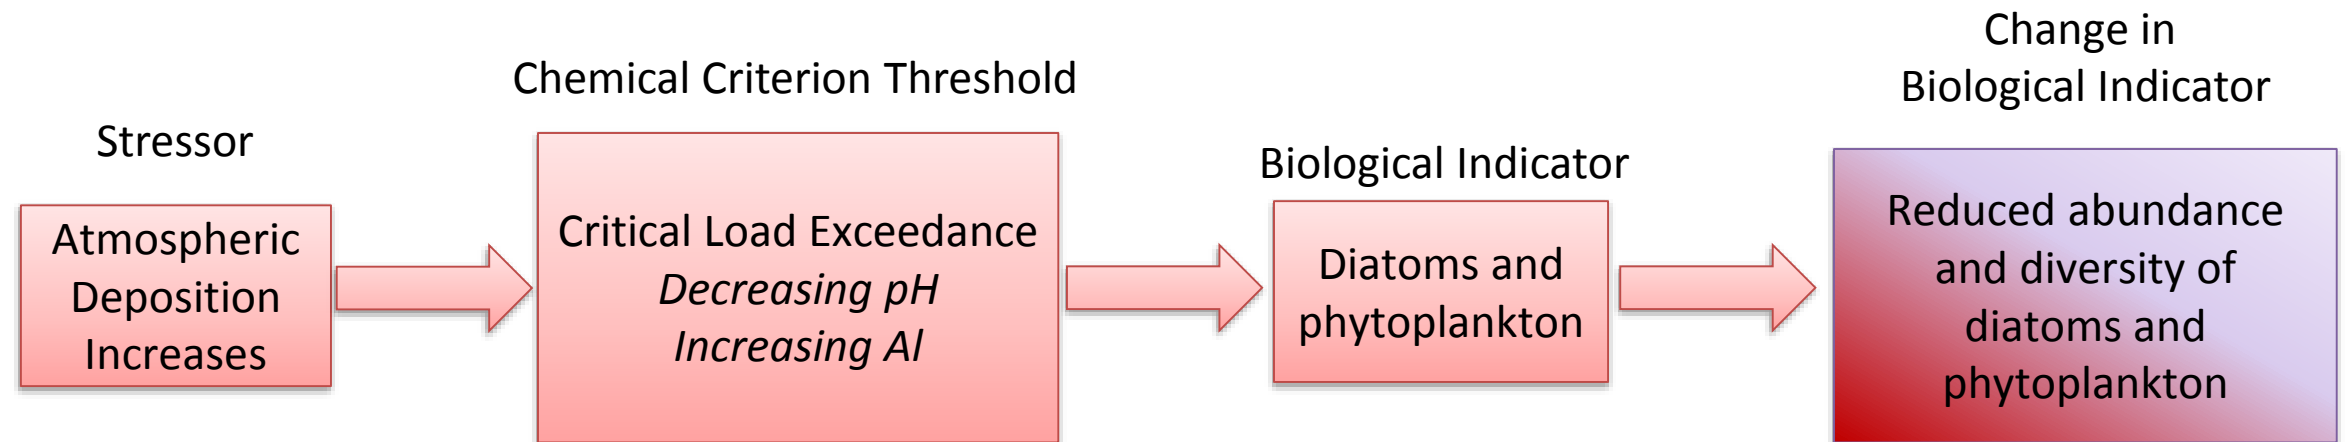 Stressor
Atmospheric
Deposition
Increases
Chemical Criterion Threshold
Critical Load Exceedance
Decreasing pH
Increasing Al
Biological Indicator
Diatoms and
phytoplankton
Change in
Biological Indicator
Reduced abundance
and diversity of
diatoms and
phytoplankton